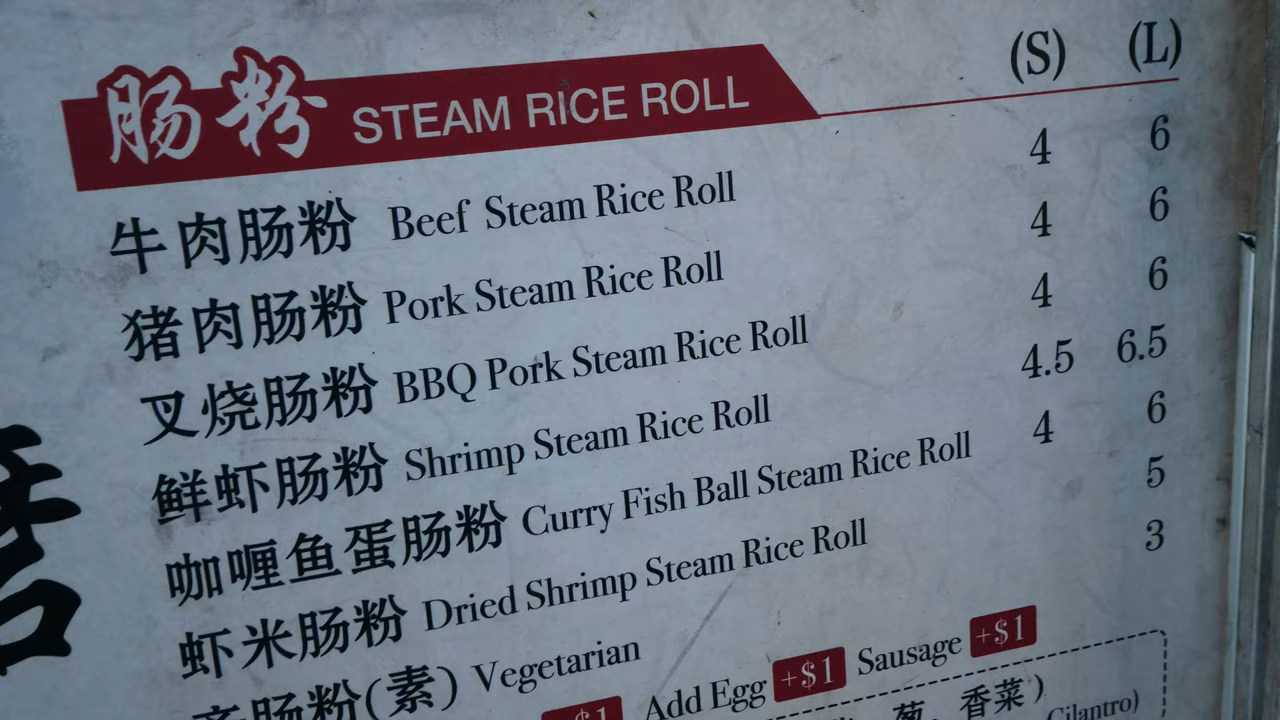 (S) (L)
肠粉 STEAM RICE ROLL
牛肉肠粉 Beef Steam Rice Roll 4 6
猪肉肠粉 Pork Steam Rice Roll 4 6
叉烧肠粉 BBQ Pork Steam Rice Roll 4 6
鲜虾肠粉 Shrimp Steam Rice Roll 4.5 6.5
咖喱鱼蛋肠粉 Curry Fish Ball Steam Rice Roll 4 6
虾米肠粉 Dried Shrimp Steam Rice Roll 5
肠粉(素) Vegetarian 3
+$1 Add Egg +$1 Sausage +$1
香菜)
Cilantro)